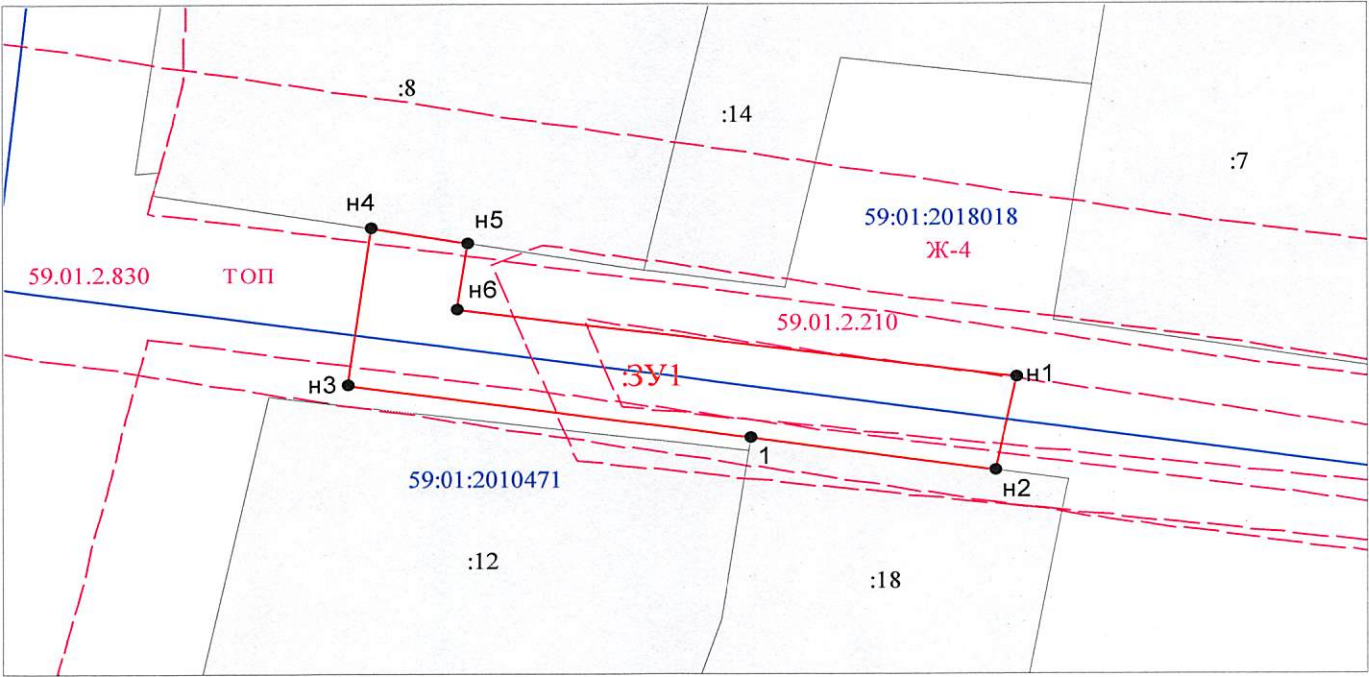 :8
:14
:7
н4
н5
59:01:2018018
Ж-4
59.01.2.830
ТОП
н6
59.01.2.210
:ЗУ1
н1
н3
1
59:01:2010471
н2
:12
:18